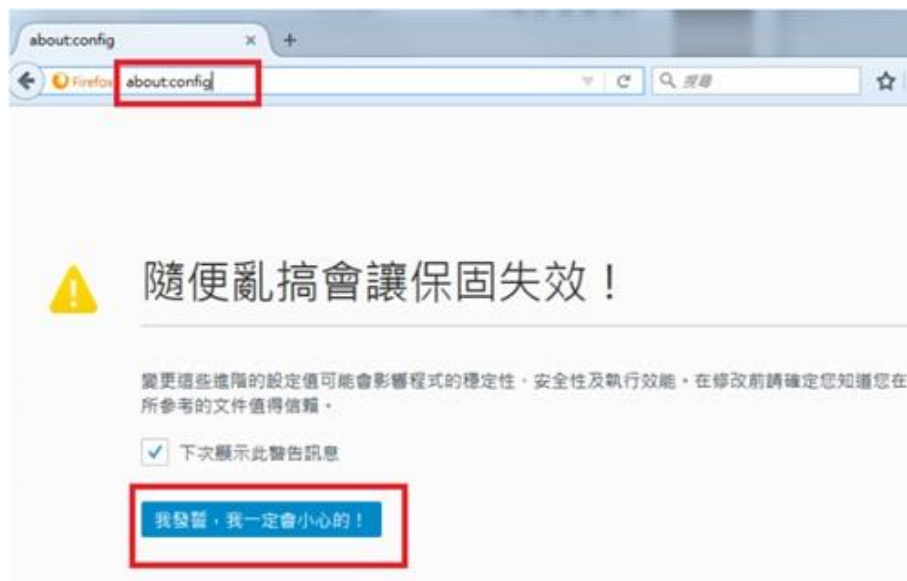 about:config
Firefox about:config 搜尋
隨便亂搞會讓保固失效！
變更這些進階的設定值可能會影響程式的穩定性、安全性及執行效能。在修改前請確定您知道您在
所參考的文件值得信賴。
下次顯示此警告訊息
我發誓，我一定會小心的！